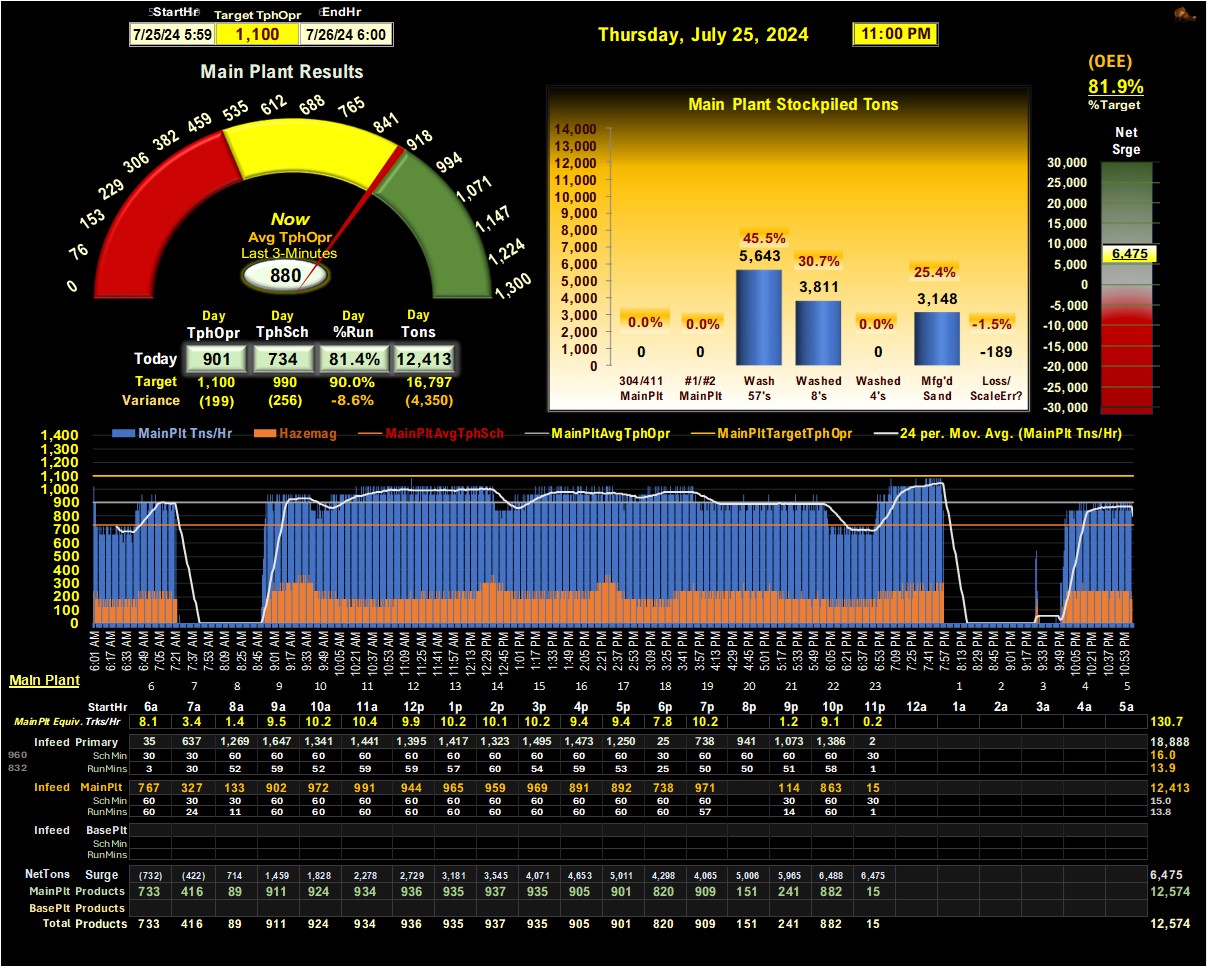 StartHr Target TphOpr EndHr
7/25/24 5:59 1,100 7/26/24 6:00
Thursday, July 25, 2024 11:00 PM
(OEE)
81.9%
%Target
Main Plant Results
0 76 153 229 306 382 459 535 612 688 765 841 918 994 1,071 1,147 1,224 1,300
Now
Avg TphOpr
Last 3-Minutes
880
Day Day Day Day
TphOpr TphSch %Run Tons
Today 901 734 81.4% 12,413
Target 1,100 990 90.0% 16,797
Variance (199) (256) -8.6% (4,350)
Main Plant Stockpiled Tons
14,000
13,000
12,000
11,000
10,000
9,000
8,000
7,000
6,000
5,000
4,000
3,000
2,000
1,000
0
0.0% 0.0% 45.5% 30.7% 0.0% 25.4% -1.5%
0 0 5,643 3,811 0 3,148 -189
304/411 #1/#2 Wash Washed Washed Mfg'd Loss/
MainPlt MainPlt 57's 8's 4's Sand ScaleErr?
Net
Srge
30,000
25,000
20,000
15,000
10,000
5,000
0
-5,000
-10,000
-15,000
-20,000
-25,000
-30,000
6,475
MainPlt Tns/Hr Hazemag MainPltAvgTphSch MainPltAvgTphOpr MainPltTargetTphOpr 24 per. Mov. Avg. (MainPlt Tns/Hr)
1,400
1,300
1,200
1,100
1,000
900
800
700
600
500
400
300
200
100
0
6:01 AM 6:17 AM 6:33 AM 6:49 AM 7:05 AM 7:21 AM 7:37 AM 7:53 AM 8:09 AM 8:25 AM 8:45 AM 9:01 AM 9:17 AM 9:33 AM 9:49 AM 10:05 AM 10:21 AM 10:37 AM 10:53 AM 11:09 AM 11:25 AM 11:41 AM 11:57 AM 12:13 PM 12:29 PM 12:45 PM 1:01 PM 1:17 PM 1:33 PM 1:49 PM 2:05 PM 2:21 PM 2:37 PM 2:53 PM 3:09 PM 3:25 PM 3:41 PM 3:57 PM 4:13 PM 4:29 PM 4:45 PM 5:01 PM 5:17 PM 5:33 PM 5:49 PM 6:05 PM 6:21 PM 6:37 PM 6:53 PM 7:09 PM 7:25 PM 7:41 PM 7:57 PM 8:13 PM 8:29 PM 8:45 PM 9:01 PM 9:17 PM 9:33 PM 9:49 PM 10:05 PM 10:21 PM 10:37 PM 10:53 PM
Main Plant 6 7 8 9 10 11 12 13 14 15 16 17 18 19 20 21 22 23 1 2 3 4 5
StartHr 6a 7a 8a 9a 10a 11a 12p 1p 2p 3p 4p 5p 6p 7p 8p 9p 10p 11p 12a 1a 2a 3a 4a 5a
MainPlt Equiv. Trks/Hr 8.1 3.4 1.4 9.5 10.2 10.4 9.9 10.2 10.1 10.2 9.4 9.4 7.8 10.2 1.2 9.1 0.2 130.7
Infeed Primary 35 637 1,269 1,647 1,341 1,441 1,395 1,417 1,323 1,495 1,473 1,250 25 738 941 1,073 1,386 2 18,888
960 Sch Min 30 30 60 60 60 60 60 60 60 60 60 60 30 60 60 60 60 30 16.0
832 RunMins 3 30 52 59 52 59 59 57 60 54 59 53 25 50 50 51 58 1 13.9
Infeed MainPlt 767 327 133 902 972 991 944 965 959 969 891 892 738 971 114 863 15 12,413
Sch Min 60 30 30 60 60 60 60 60 60 60 60 60 60 60 30 60 30 15.0
RunMins 60 24 11 60 60 60 60 60 60 60 60 60 60 57 14 60 1 13.8
Infeed BasePlt
Sch Min
RunMins
NetTons Surge (732) (422) 714 1,459 1,828 2,278 2,729 3,181 3,545 4,071 4,653 5,011 4,298 4,065 5,006 5,965 6,488 6,475 6,475
MainPlt Products 733 416 89 911 924 934 936 935 937 935 905 901 820 909 151 241 882 15 12,574
BasePlt Products
Total Products 733 416 89 911 924 934 936 935 937 935 905 901 820 909 151 241 882 15 12,574